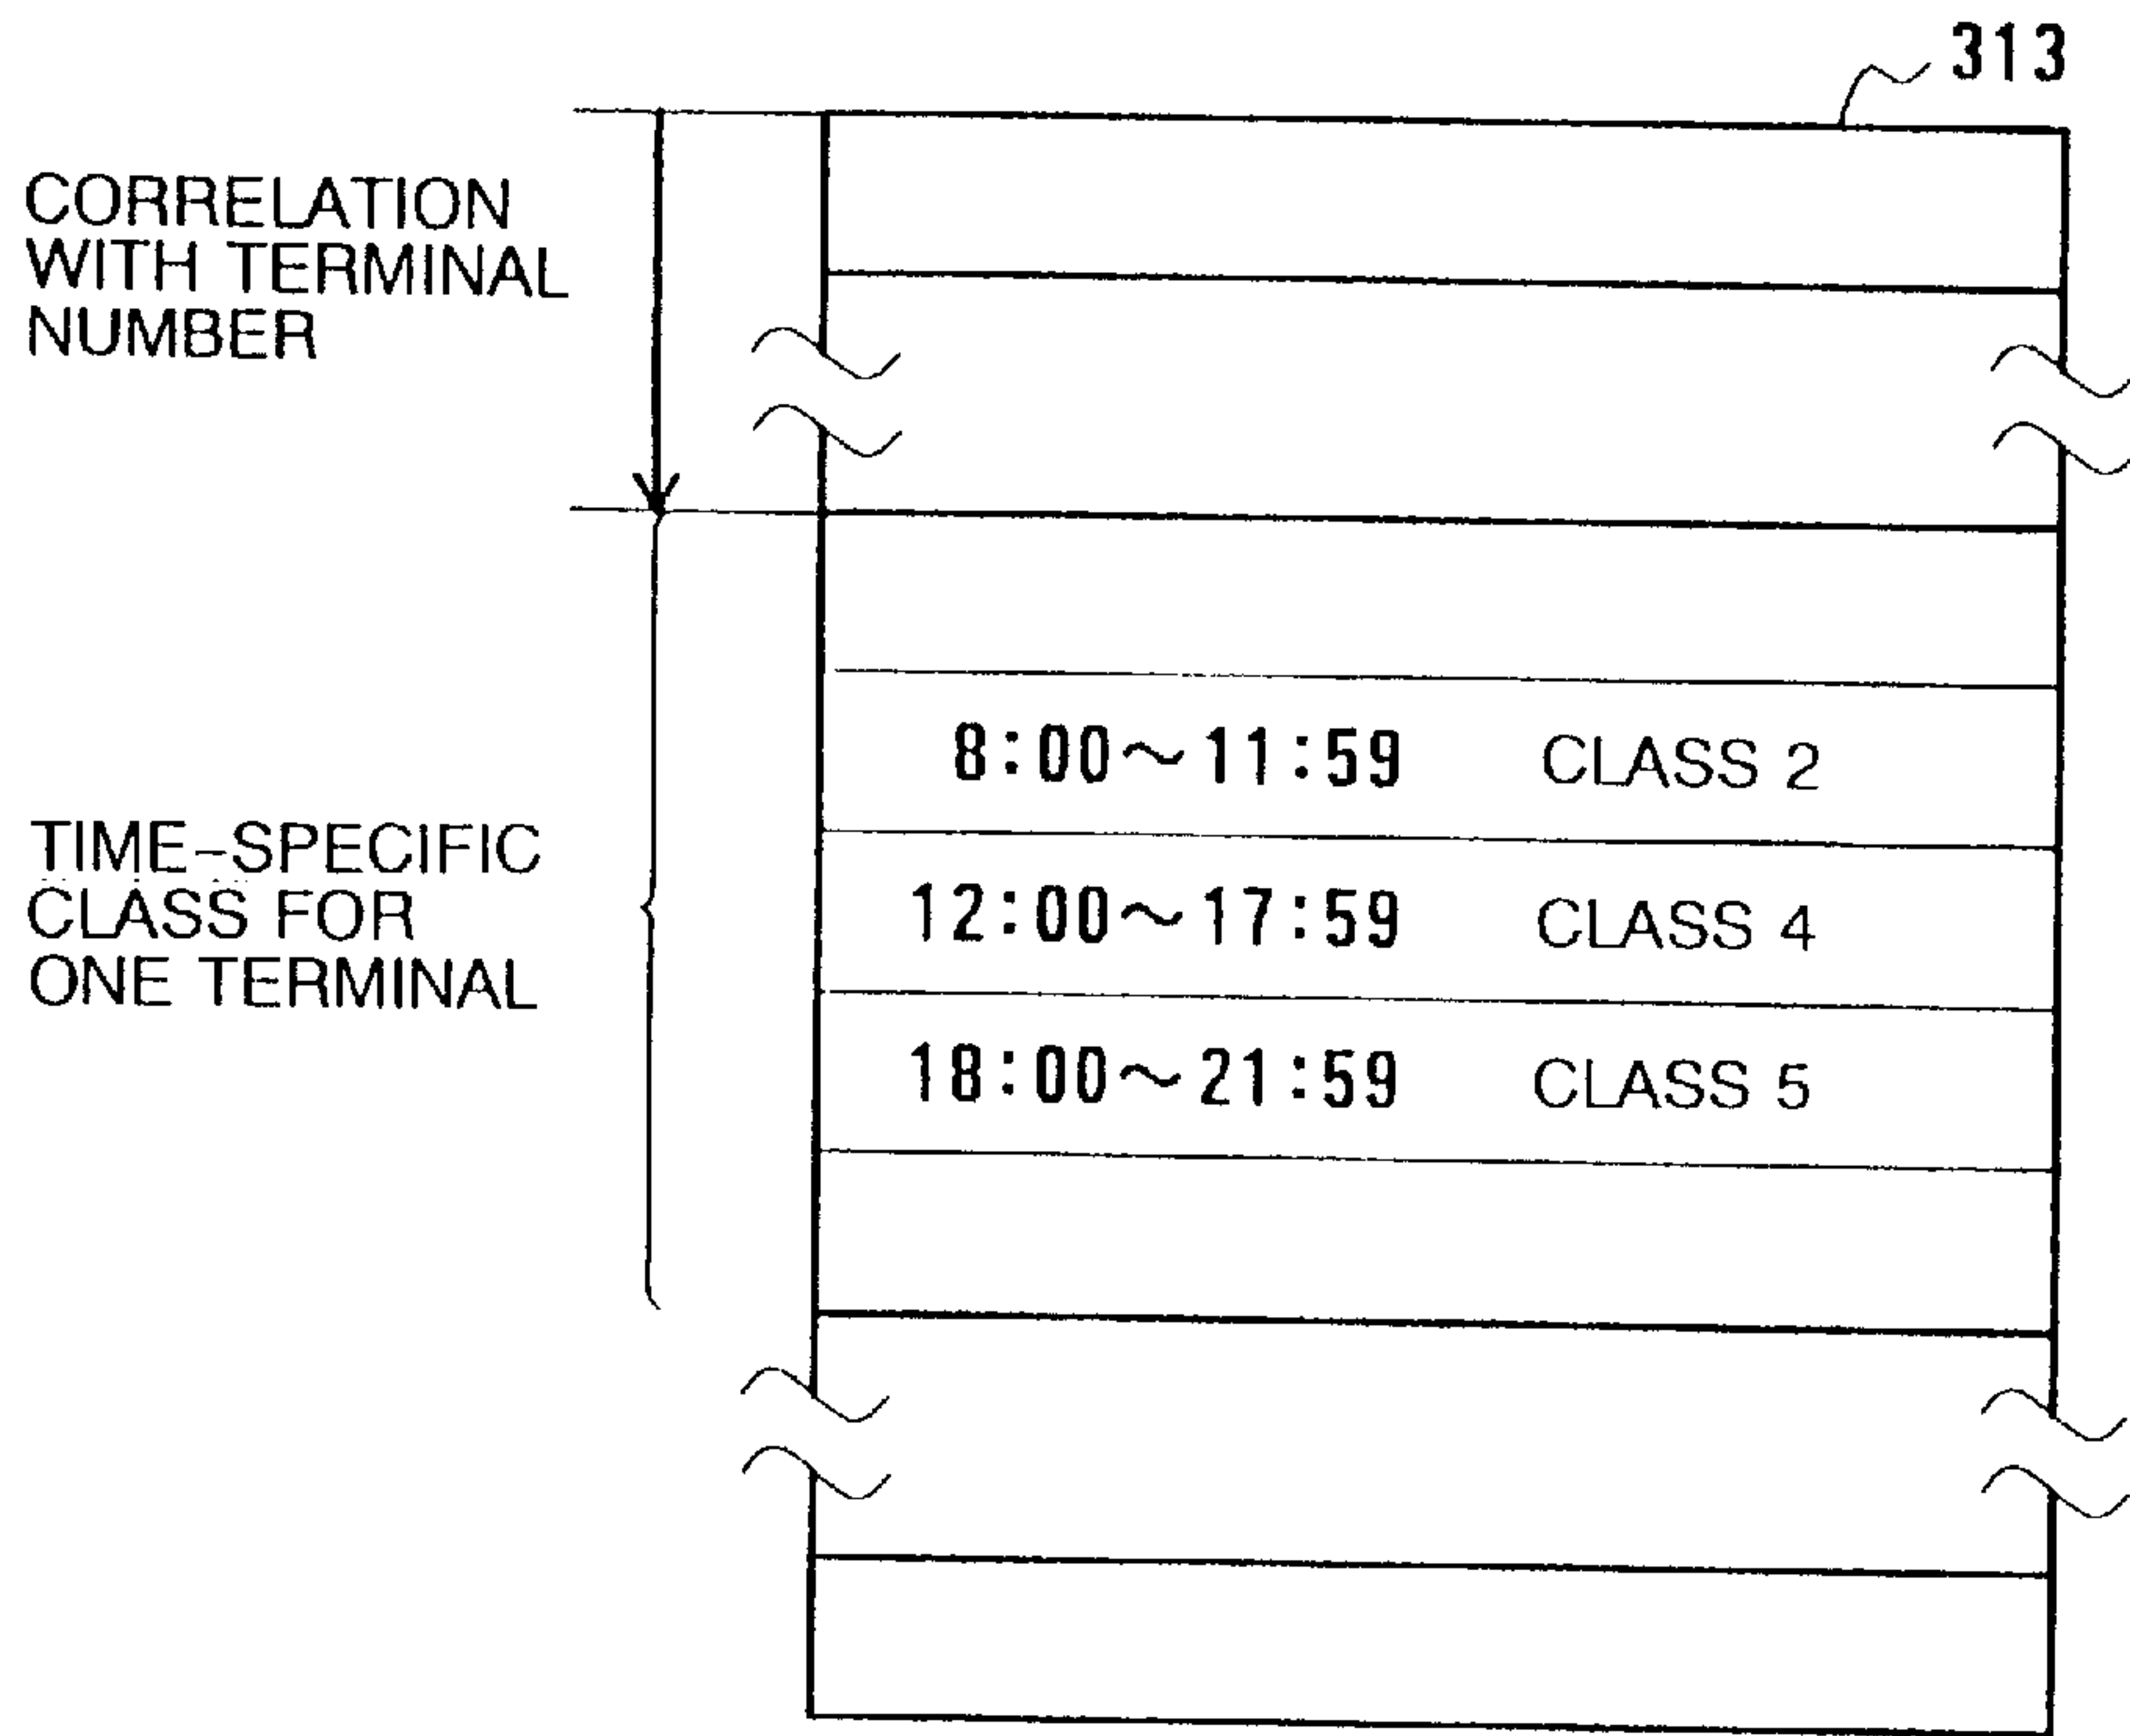 313
CORRELATION
WITH TERMINAL
NUMBER
8:00~11:59 CLASS 2
12:00~17:59 CLASS 4
18:00~21:59 CLASS 5
TIME-SPECIFIC
CLASS FOR
ONE TERMINAL